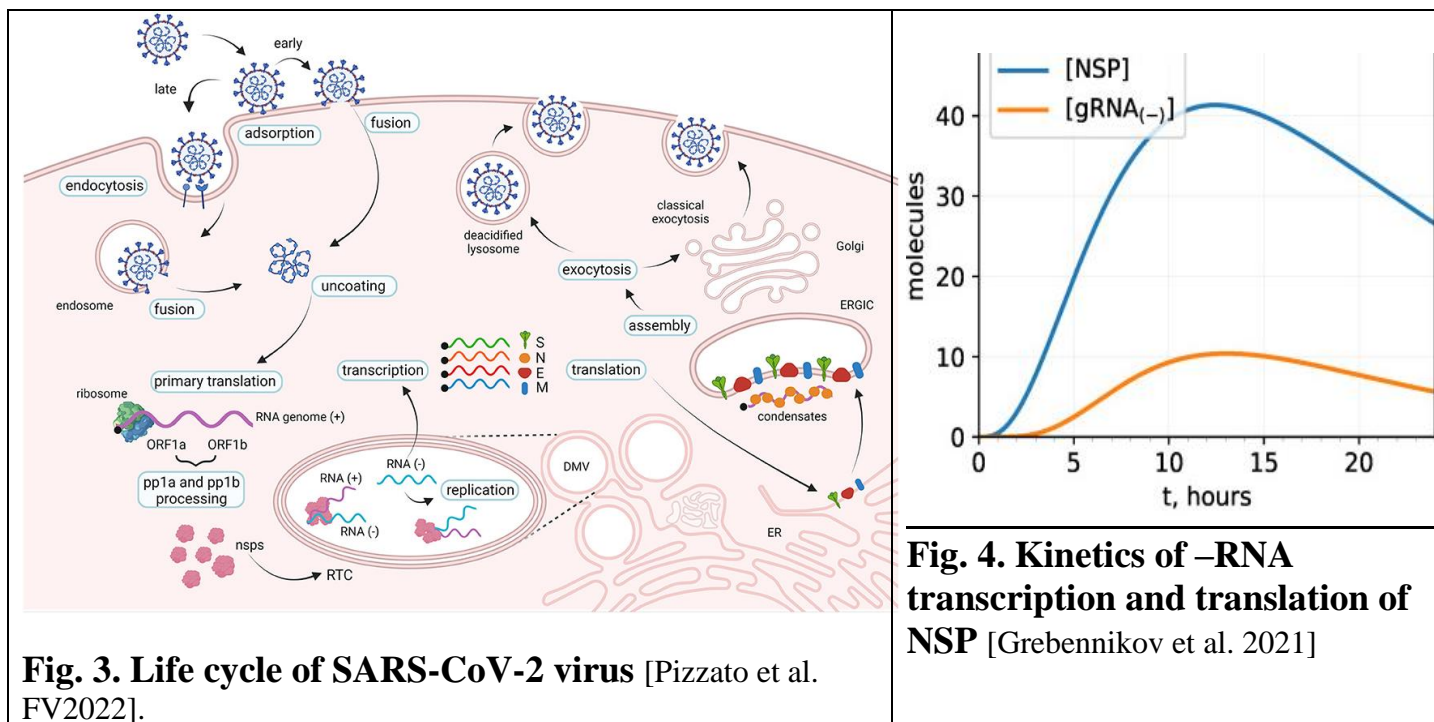 early
late
adsorption
fusion
endocytosis
endosome
fusion
uncoating
primary translation
ribosome
RNA genome (+)
ORF1a ORF1b
pp1a and pp1b
processing
nsps
RTC
transcription
S
N
E
M
RNA (+)
RNA (-)
RNA (-)
replication
DMV
ER
translation
assembly
condensates
ERGIC
exocytosis
Golgi
classical
exocytosis
deacidified
lysosome
Fig. 3. Life cycle of SARS-CoV-2 virus [Pizzato et al.
FV2022].
[NSP]
[gRNA(−)]
molecules
40
30
20
10
0
0 5 10 15 20
t, hours
Fig. 4. Kinetics of –RNA
transcription and translation of
NSP [Grebennikov et al. 2021]